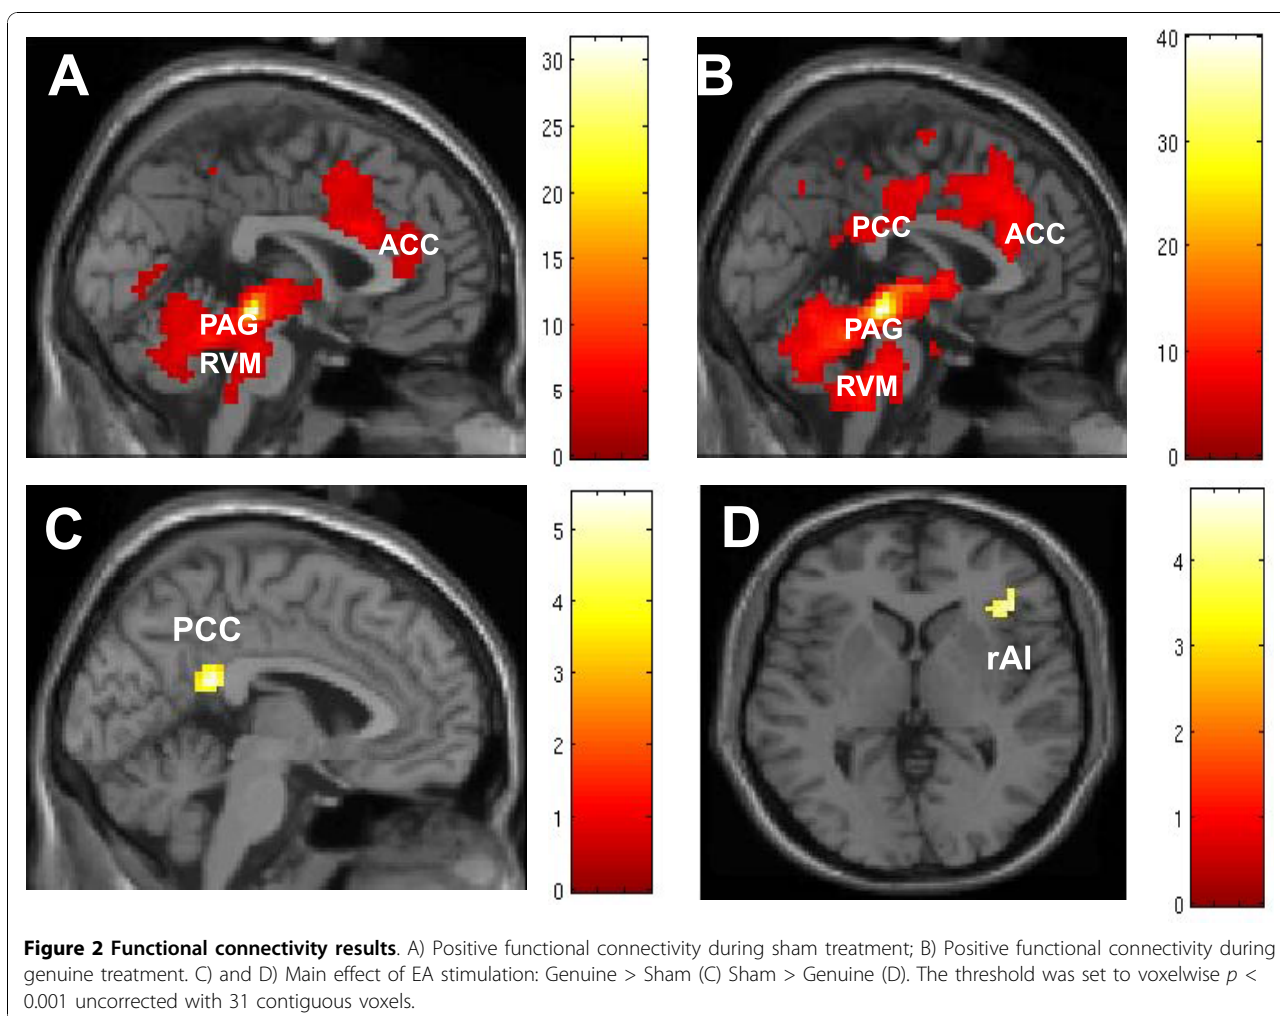 A
30
25
20
15
10
5
0
ACC
PAG
RVM
B
40
30
20
10
0
PCC
ACC
PAG
RVM
C
5
4
3
2
1
0
PCC
D
4
3
2
1
0
rAI
Figure 2 Functional connectivity results. A) Positive functional connectivity during sham treatment; B) Positive functional connectivity during
genuine treatment. C) and D) Main effect of EA stimulation: Genuine > Sham (C) Sham > Genuine (D). The threshold was set to voxelwise p <
0.001 uncorrected with 31 contiguous voxels.